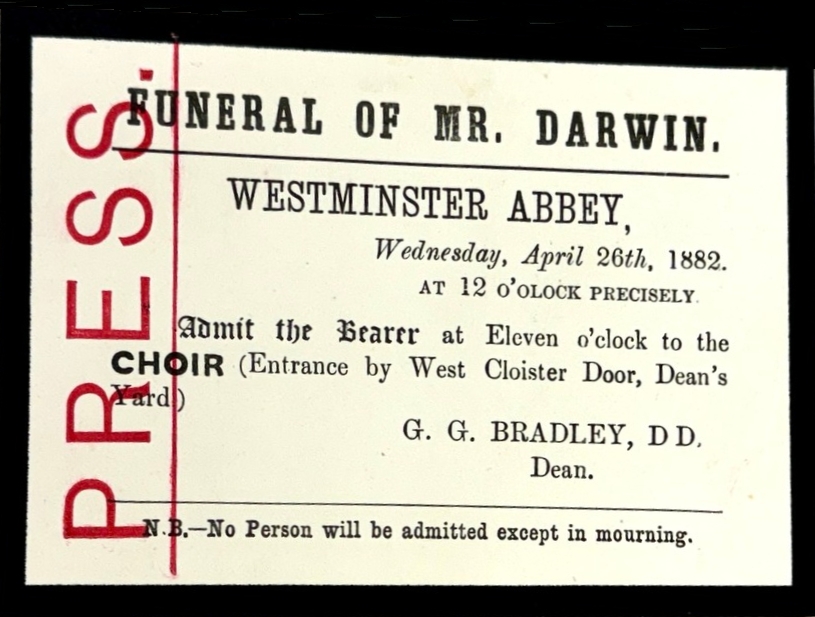 PRESS.
FUNERAL OF MR. DARWIN.
WESTMINSTER ABBEY,
Wednesday, April 26th, 1882.
AT 12 O'OLOCK PRECISELY.
Admit the Bearer at Eleven o'clock to the
CHOIR (Entrance by West Cloister Door, Dean's
Yard.)
G. G. BRADLEY, D D.
Dean.
N.B.—No Person will be admitted except in mourning.